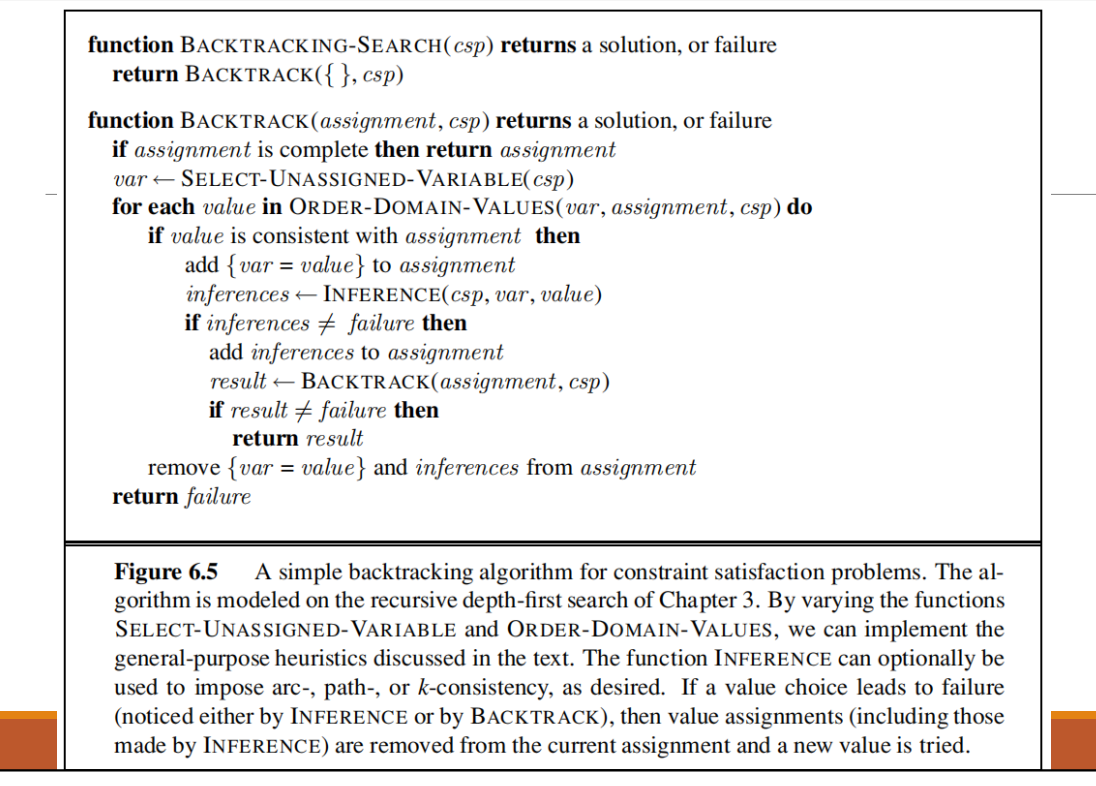 function BACKTRACKING-SEARCH(csp) returns a solution, or failure
return BACKTRACK({ }, csp)
function BACKTRACK(assignment, csp) returns a solution, or failure
if assignment is complete then return assignment
var ← SELECT-UNASSIGNED-VARIABLE(csp)
for each value in ORDER-DOMAIN-VALUES(var, assignment, csp) do
if value is consistent with assignment then
add {var = value} to assignment
inferences ← INFERENCE(csp, var, value)
if inferences ≠ failure then
add inferences to assignment
result ← BACKTRACK(assignment, csp)
if result ≠ failure then
return result
remove {var = value} and inferences from assignment
return failure
Figure 6.5 A simple backtracking algorithm for constraint satisfaction problems. The al-
gorithm is modeled on the recursive depth-first search of Chapter 3. By varying the functions
SELECT-UNASSIGNED-VARIABLE and ORDER-DOMAIN-VALUES, we can implement the
general-purpose heuristics discussed in the text. The function INFERENCE can optionally be
used to impose arc-, path-, or k-consistency, as desired. If a value choice leads to failure
(noticed either by INFERENCE or by BACKTRACK), then value assignments (including those
made by INFERENCE) are removed from the current assignment and a new value is tried.